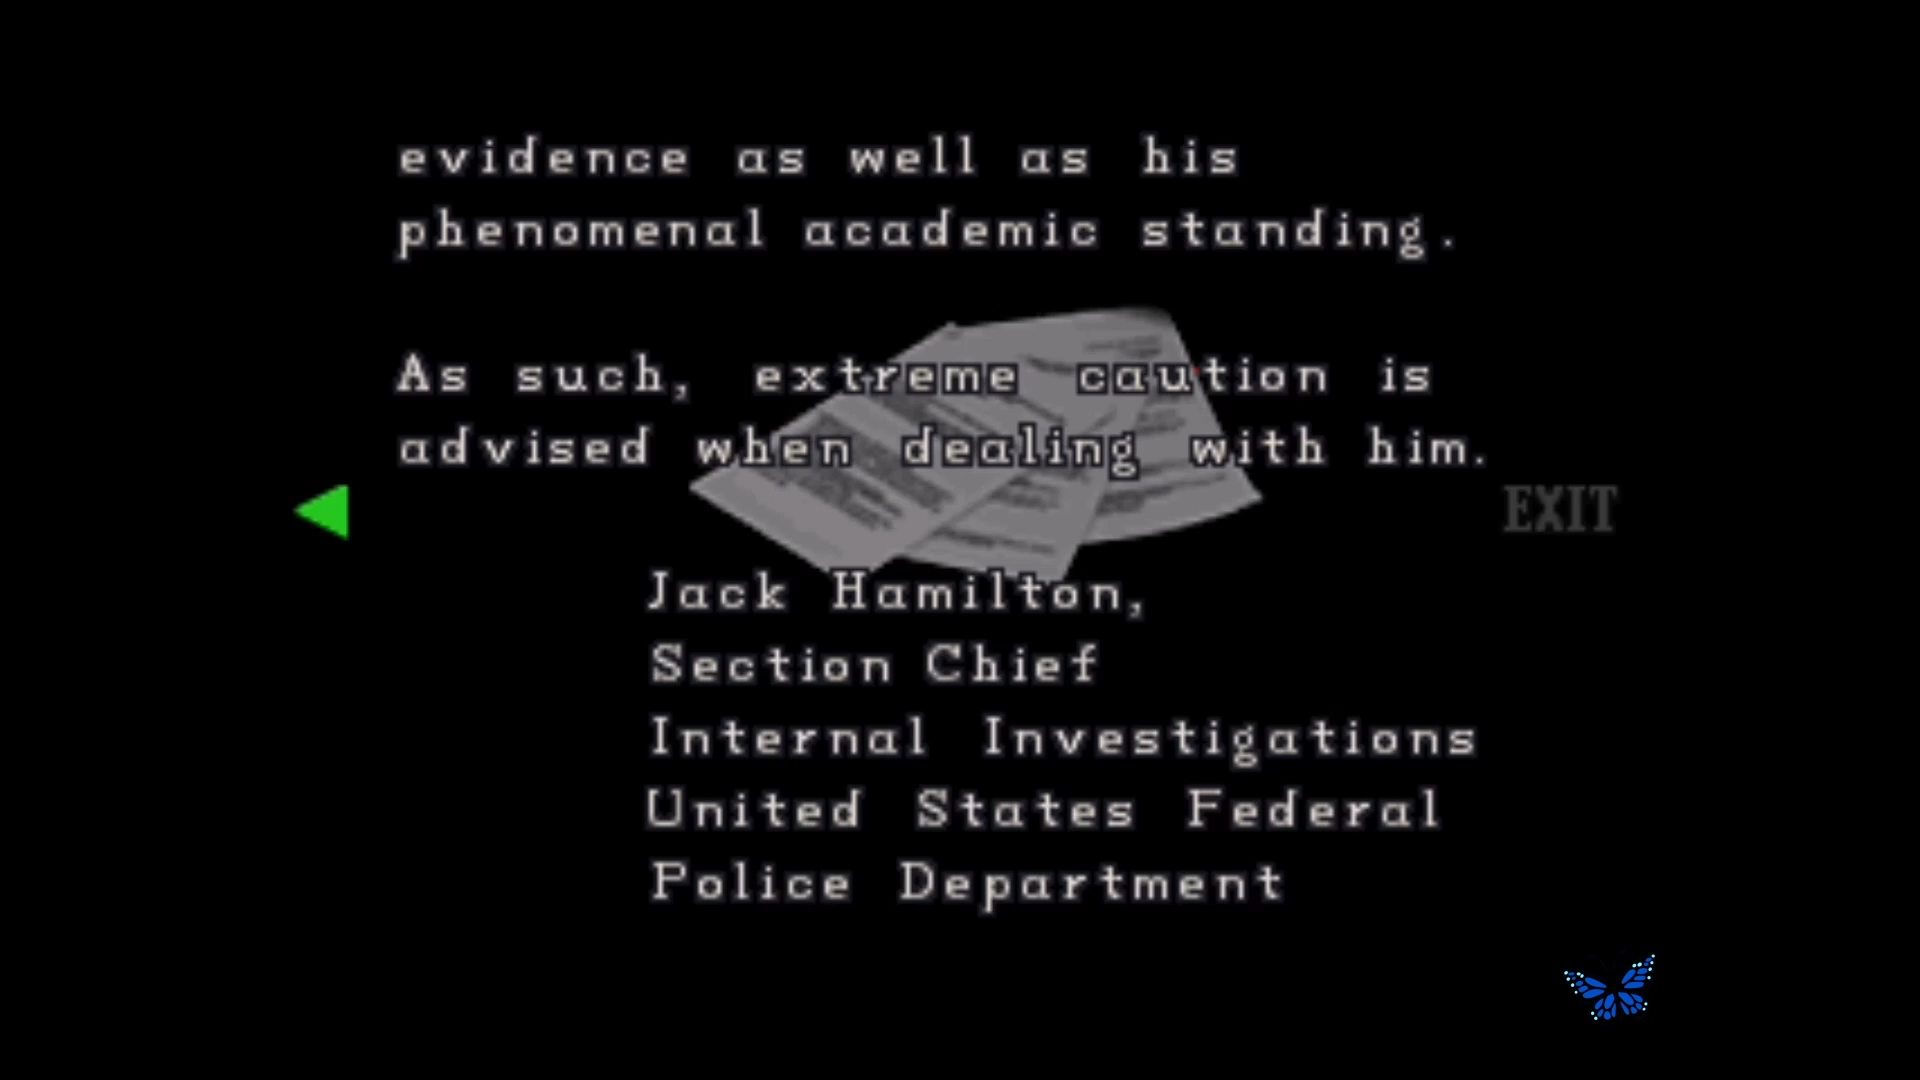 evidence as well as his
phenomenal academic standing.
As such, extreme caution is
advised when dealing with him.
EXIT
Jack Hamilton,
Section Chief
Internal Investigations
United States Federal
Police Department